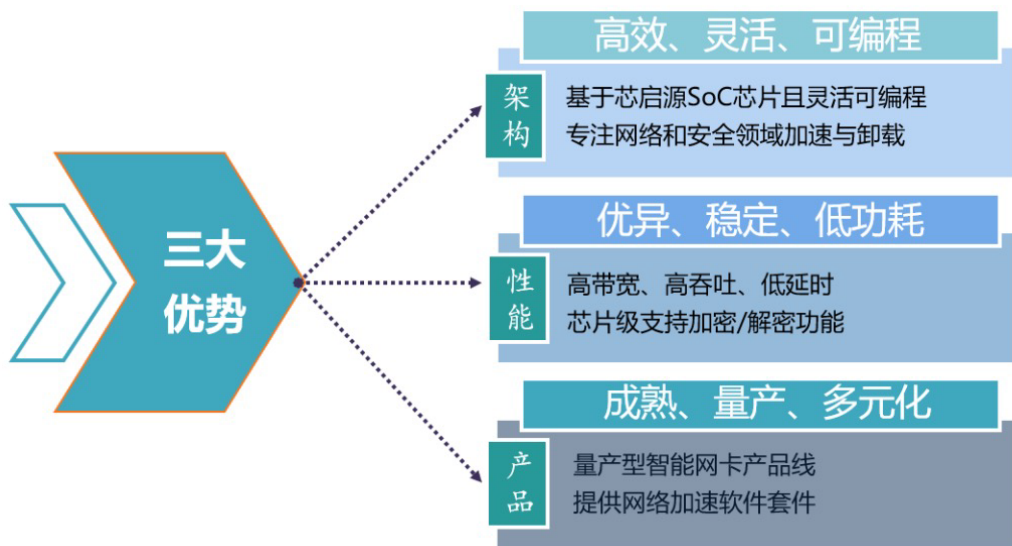 三大
优势
高效、灵活、可编程
架构
基于芯启源SoC芯片且灵活可编程
专注网络和安全领域加速与卸载
优异、稳定、低功耗
性能
高带宽、高吞吐、低延时
芯片级支持加密/解密功能
成熟、量产、多元化
产品
量产型智能网卡产品线
提供网络加速软件套件